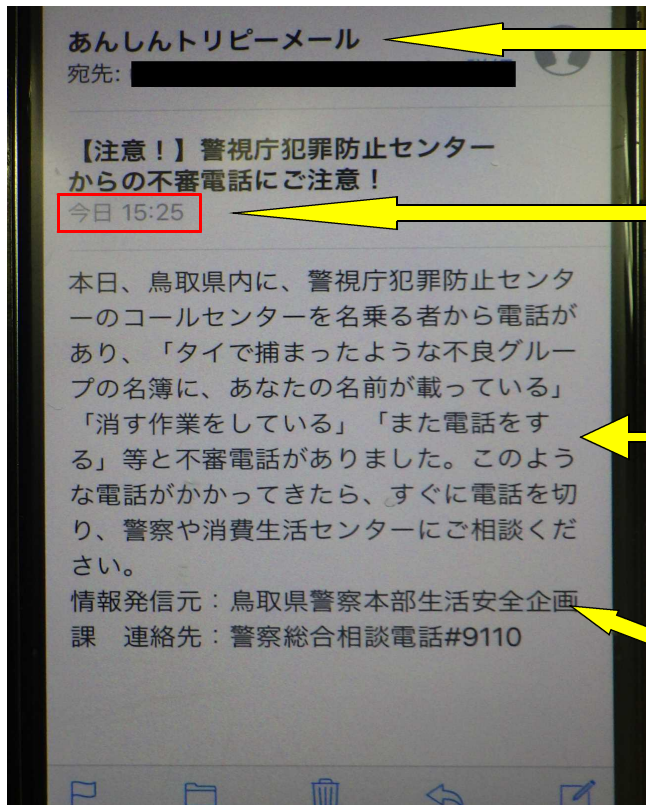 あんしんトリピーメール
宛先:
【注意！】警視庁犯罪防止センター
からの不審電話にご注意！
今日 15:25
本日、鳥取県内に、警視庁犯罪防止センタ
ーのコールセンターを名乗る者から電話が
あり、「タイで捕まったような不良グルー
プの名簿に、あなたの名前が載っている」
「消す作業をしている」「また電話をす
る」等と不審電話がありました。このよう
な電話がかかってきたら、すぐに電話を切
り、警察や消費生活センターにご相談くだ
さい。
情報発信元：鳥取県警察本部生活安全企画
課　連絡先：警察総合相談電話#9110